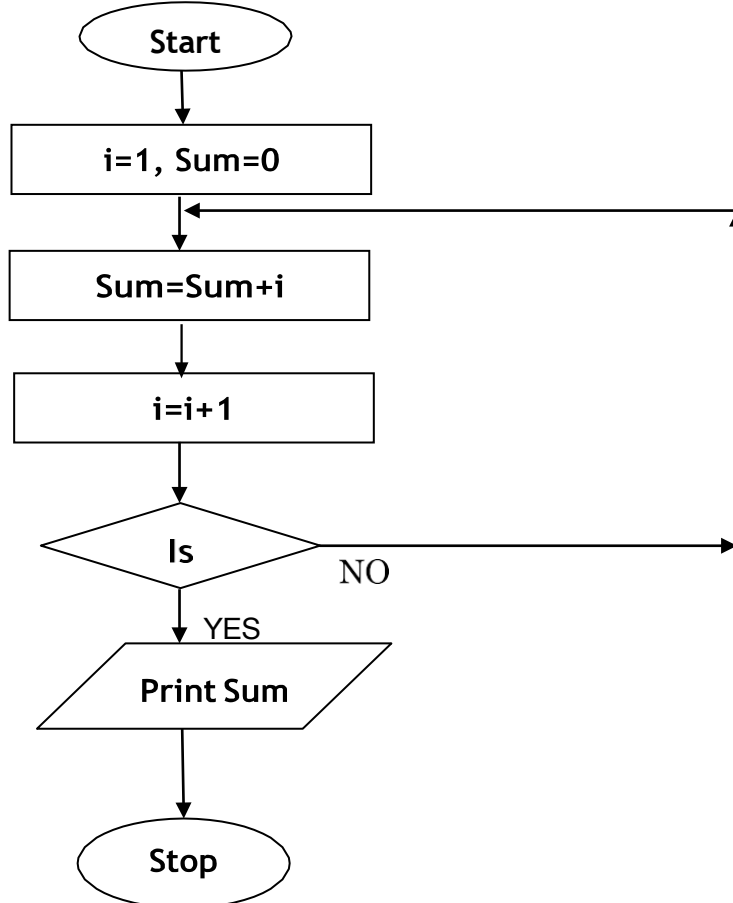 Start
i=1, Sum=0
Sum=Sum+i
i=i+1
Is
NO
YES
Print Sum
Stop